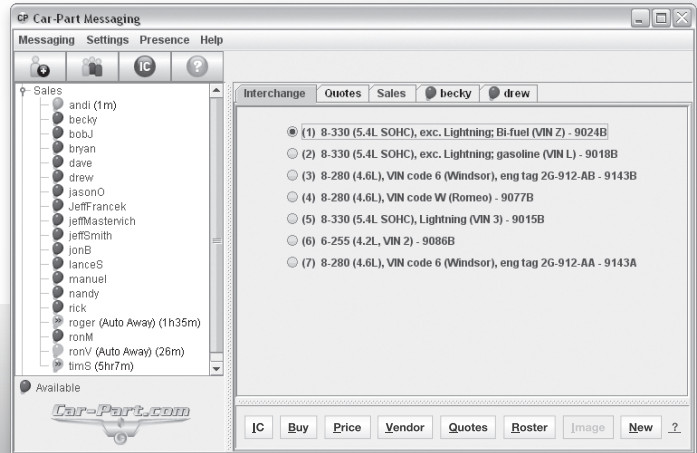 CP Car-Part Messaging
Messaging Settings Presence Help
IC ?
Sales
andi (1m)
becky
bobJ
bryan
dave
drew
jasonO
JeffFrancek
jeffMastervich
jeffSmith
jonB
lanceS
manuel
nandy
rick
roger (Auto Away) (1h35m)
ronM
ronV (Auto Away) (26m)
timS (5hr7m)
Available
Car-Part.com
Interchange Quotes Sales becky drew
(1) 8-330 (5.4L SOHC), exc. Lightning; Bi-fuel (VIN Z) - 9024B
(2) 8-330 (5.4L SOHC), exc. Lightning; gasoline (VIN L) - 9018B
(3) 8-280 (4.6L), VIN code 6 (Windsor), eng tag 2G-912-AB - 9143B
(4) 8-280 (4.6L), VIN code W (Romeo) - 9077B
(5) 8-330 (5.4L SOHC), Lightning (VIN 3) - 9015B
(6) 6-255 (4.2L, VIN 2) - 9086B
(7) 8-280 (4.6L), VIN code 6 (Windsor), eng tag 2G-912-AA - 9143A
IC Buy Price Vendor Quotes Roster Image New ?